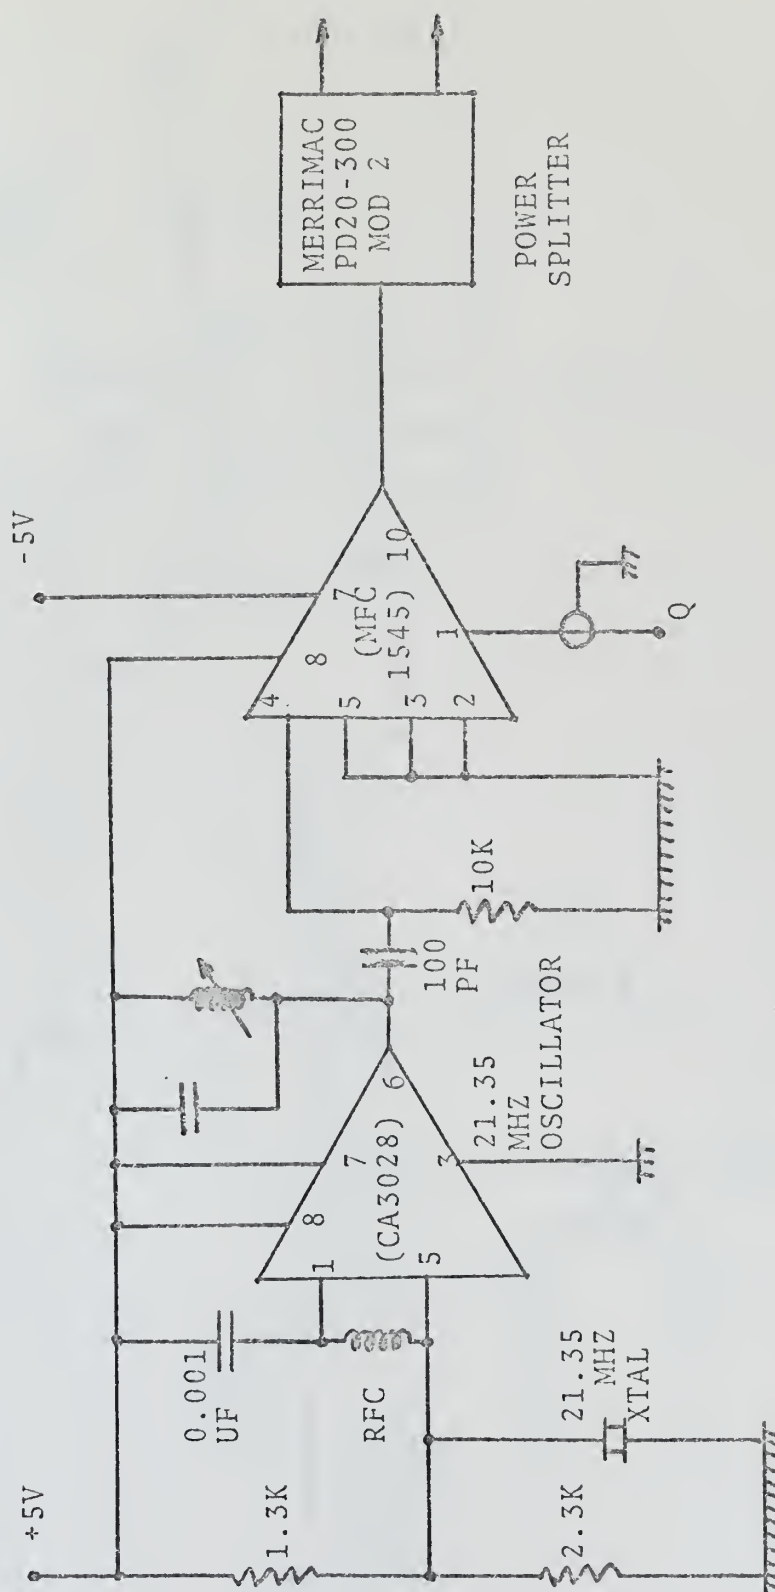 +5V
1.3K
2.3K
0.001
UF
RFC
21.35
MHZ
XTAL
1
5
8
7
3
6
(CA3028)
21.35
MHZ
OSCILLATOR
100
PF
10K
4
5
3
2
8
7
1
10
(MFC
1545)
-5V
Q
MERRIMAC
PD20-300
MOD 2
POWER
SPLITTER